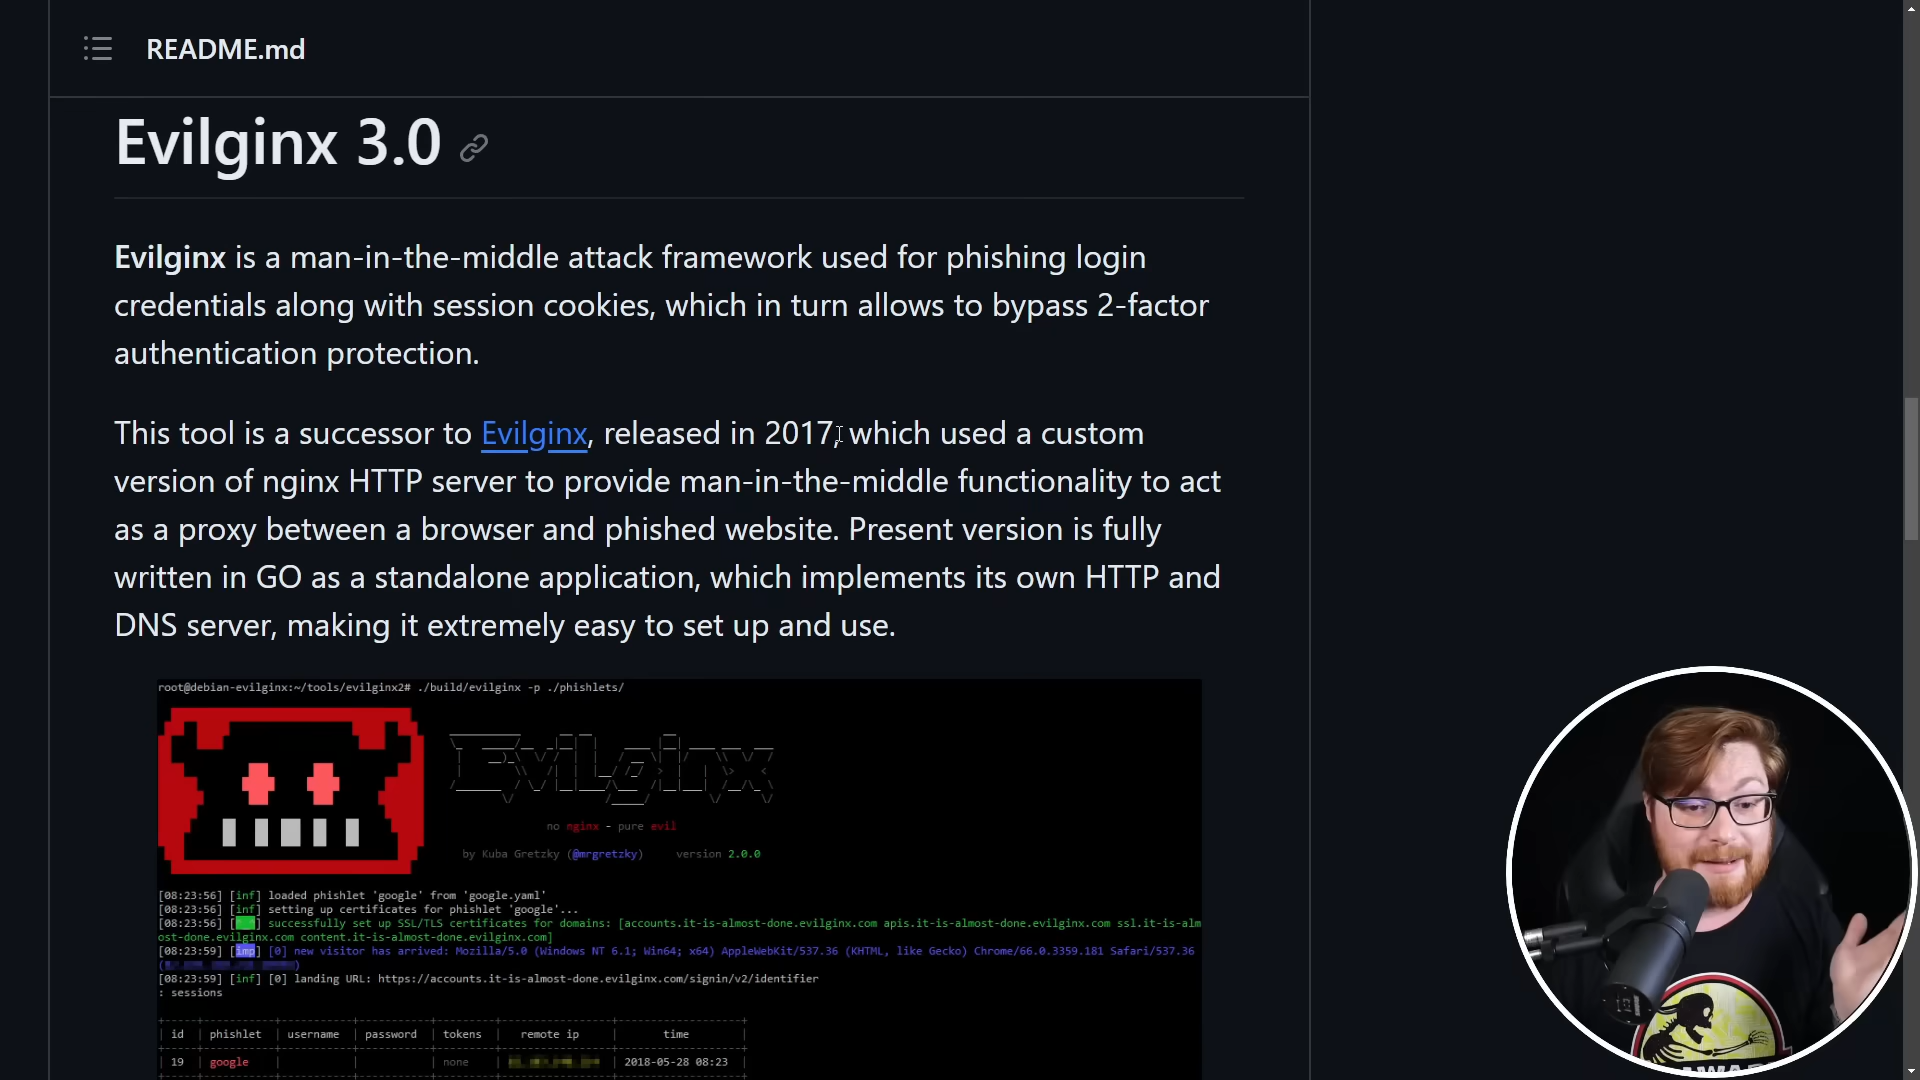 README.md
Evilginx 3.0
Evilginx is a man-in-the-middle attack framework used for phishing login
credentials along with session cookies, which in turn allows to bypass 2-factor
authentication protection.
This tool is a successor to Evilginx, released in 2017, which used a custom
version of nginx HTTP server to provide man-in-the-middle functionality to act
as a proxy between a browser and phished website. Present version is fully
written in GO as a standalone application, which implements its own HTTP and
DNS server, making it extremely easy to set up and use.
root@debian-evilginx:~/tools/evilginx2# ./build/evilginx -p ./phishlets/
Evilginx
no nginx - pure evil
by Kuba Gretzky (@mrgretzky) version 2.0.0
[08:23:56] [inf] loaded phishlet 'google' from 'google.yaml'
[08:23:56] [inf] setting up certificates for phishlet 'google'...
[08:23:56] successfully set up SSL/TLS certificates for domains: [accounts.it-is-almost-done.evilginx.com apis.it-is-almost-done.evilginx.com ssl.it-is-alm
ost-done.evilginx.com content.it-is-almost-done.evilginx.com]
[08:23:59] [imp] [0] new visitor has arrived: Mozilla/5.0 (Windows NT 6.1; Win64; x64) AppleWebKit/537.36 (KHTML, like Gecko) Chrome/66.0.3359.181 Safari/537.36
[08:23:59] [inf] [0] landing URL: https://accounts.it-is-almost-done.evilginx.com/signin/v2/identifier
: sessions
id | phishlet | username | password | tokens | remote ip | time
19 | google | | | none | | 2018-05-28 08:23